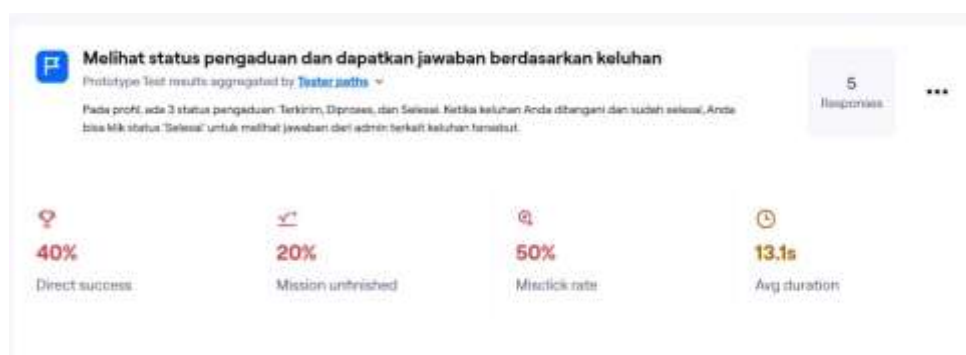 Melihat status pengaduan dan dapatkan jawaban berdasarkan keluhan
Prototype Test results aggregated by Tester paths
Pada profil, ada 3 status pengaduan: Terkirim, Diproses, dan Selesai. Ketika keluhan Anda ditangani dan sudah selesai, Anda
bisa klik status 'Selesai' untuk melihat jawaban dari admin terkait keluhan tersebut.
5
Responses
40%
Direct success
20%
Mission unfinished
50%
Misclick rate
13.1s
Avg duration